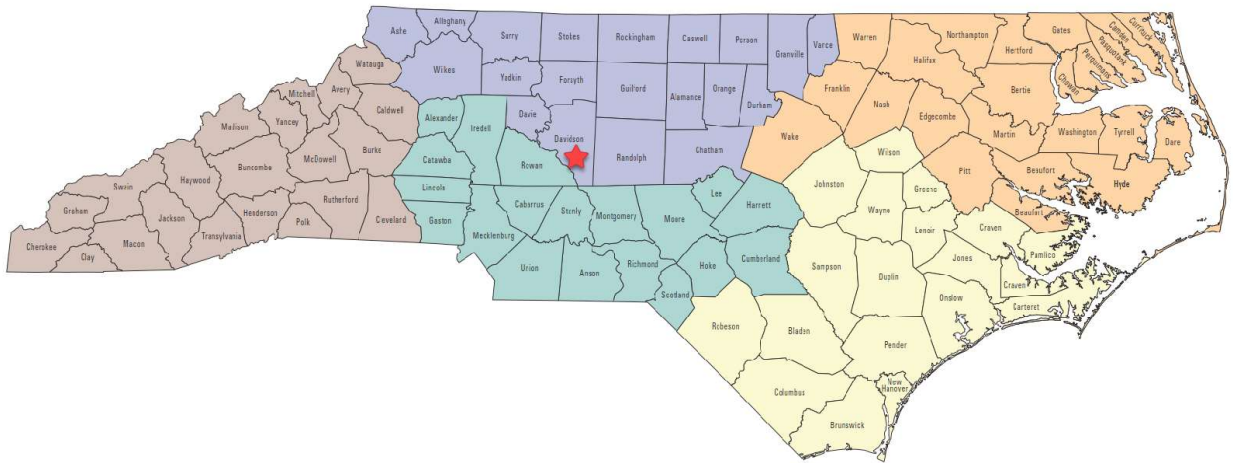 Ashe
Alleghany
Surry
Stokes
Rockingham
Caswell
Person
Granville
Vance
Warren
Northampton
Gates
Currituck
Camden
Pasquotank
Perquimans
Chowan
Hertford
Halifax
Bertie
Watauga
Wilkes
Yadkin
Forsyth
Guilford
Alamance
Orange
Durham
Franklin
Nash
Edgecombe
Martin
Washington
Tyrrell
Dare
Mitchell
Avery
Caldwell
Alexander
Iredell
Davie
Davidson
Randolph
Chatham
Wake
Wilson
Pitt
Beaufort
Hyde
Madison
Yancey
Burke
McDowell
Buncombe
Catawba
Rowan
Lincoln
Johnston
Greene
Wayne
Swain
Haywood
Rutherford
Cleveland
Gaston
Cabarrus
Stanly
Montgomery
Moore
Lee
Harnett
Lenoir
Craven
Beaufort
Graham
Jackson
Henderson
Polk
Mecklenburg
Cherokee
Clay
Macon
Transylvania
Union
Anson
Richmond
Scotland
Hoke
Cumberland
Sampson
Duplin
Jones
Pamlico
Craven
Carteret
Onslow
Robeson
Bladen
Pender
Columbus
New
Hanover
Brunswick